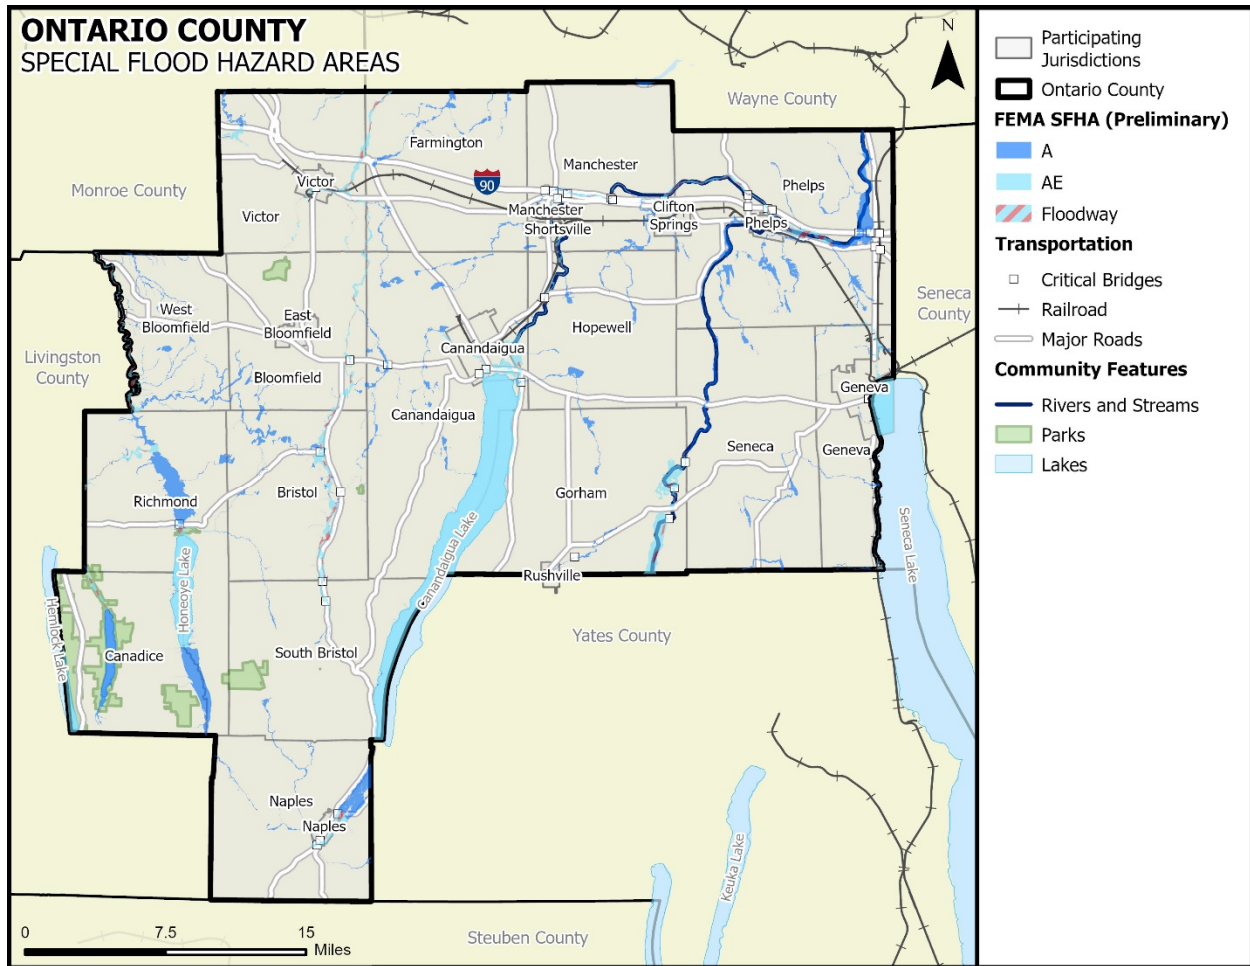 ONTARIO COUNTY
SPECIAL FLOOD HAZARD AREAS
N
Wayne County
Farmington
Manchester
Monroe County
Victor
90
Phelps
Victor
Manchester
Clifton
Springs
Shortsville
Phelps
West
Bloomfield
East
Bloomfield
Hopewell
Seneca
County
Livingston
County
Canandaigua
Bloomfield
Geneva
Canandaigua
Seneca
Geneva
Richmond
Bristol
Gorham
Canandaigua Lake
Seneca Lake
Honeoye Lake
Rushville
Hemlock Lake
Canadice
South Bristol
Yates County
Naples
Naples
Keuka Lake
Steuben County
0 7.5 15
Miles
Participating
Jurisdictions
Ontario County
FEMA SFHA (Preliminary)
A
AE
Floodway
Transportation
Critical Bridges
Railroad
Major Roads
Community Features
Rivers and Streams
Parks
Lakes